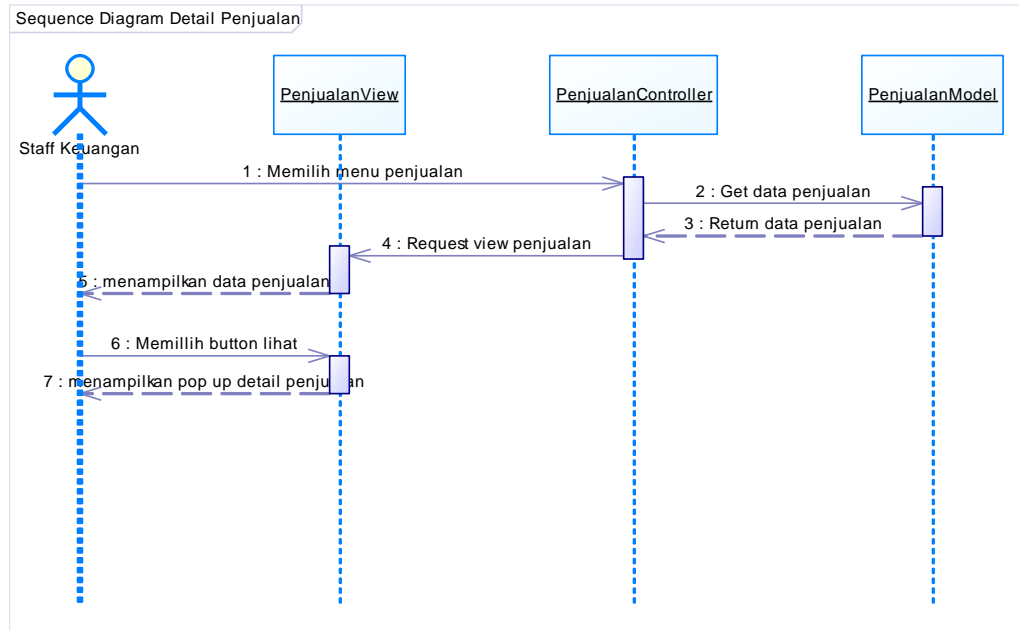 Sequence Diagram Detail Penjualan
PenjualanView
PenjualanController
PenjualanModel
Staff Keuangan
1 : Memilih menu penjualan
2 : Get data penjualan
3 : Return data penjualan
4 : Request view penjualan
5 : menampilkan data penjualan
6 : Memillih button lihat
7 : menampilkan pop up detail penjualan